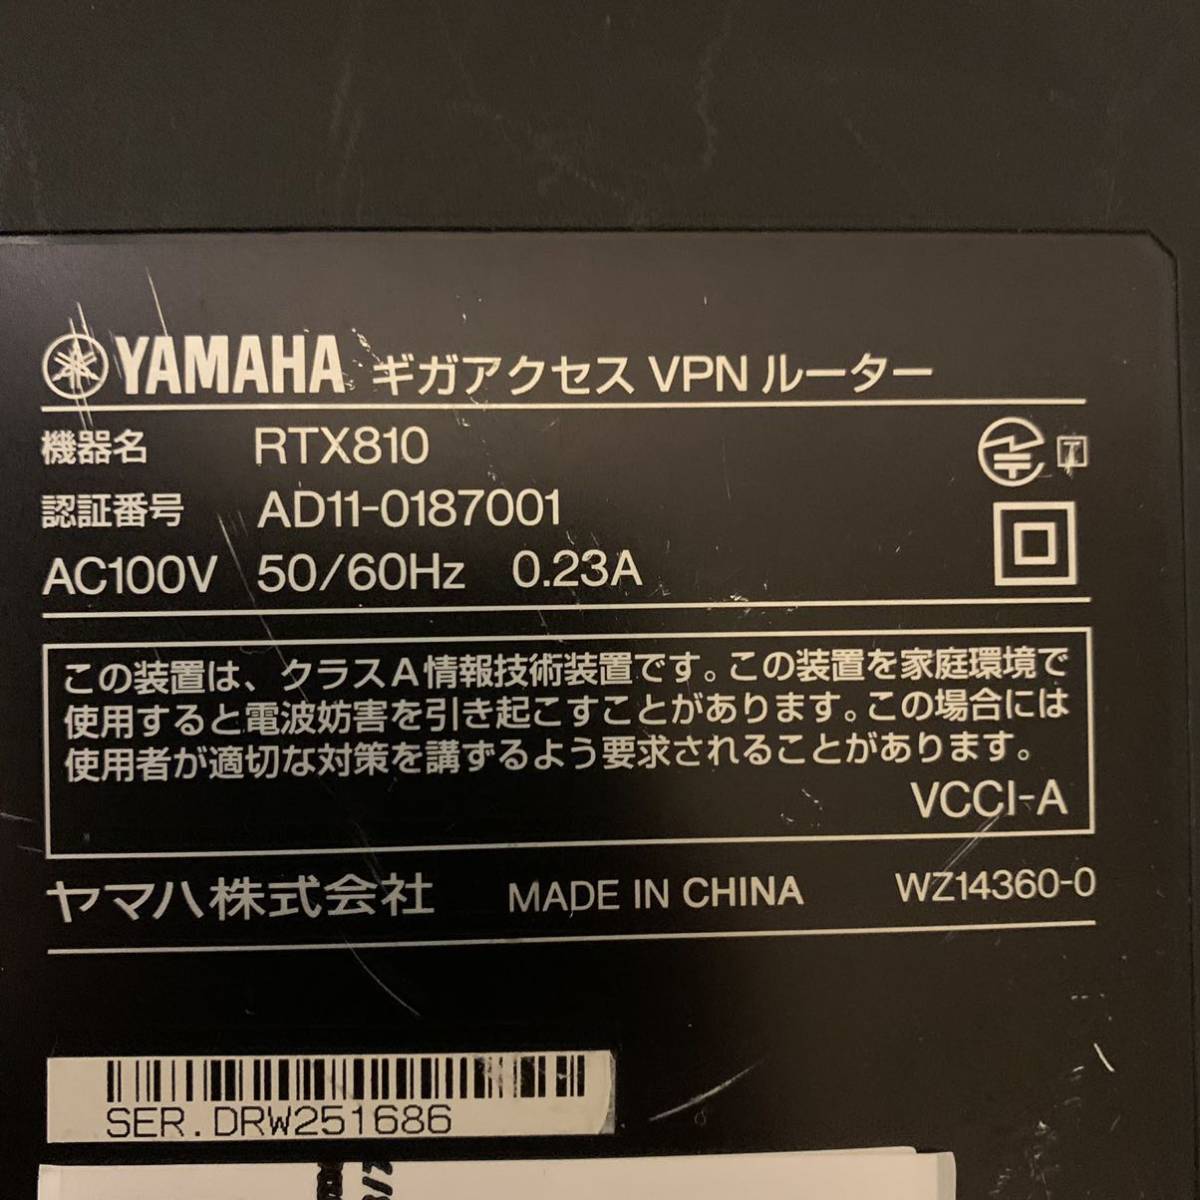 YAMAHA ギガアクセス VPN ルーター
機器名 RTX810
認証番号 AD11-0187001
AC100V 50/60Hz 0.23A
この装置は、クラスA情報技術装置です。この装置を家庭環境で
使用すると電波妨害を引き起こすことがあります。この場合には
使用者が適切な対策を講ずるよう要求されることがあります。
VCCI-A
ヤマハ株式会社 MADE IN CHINA WZ14360-0
SER.DRW251686